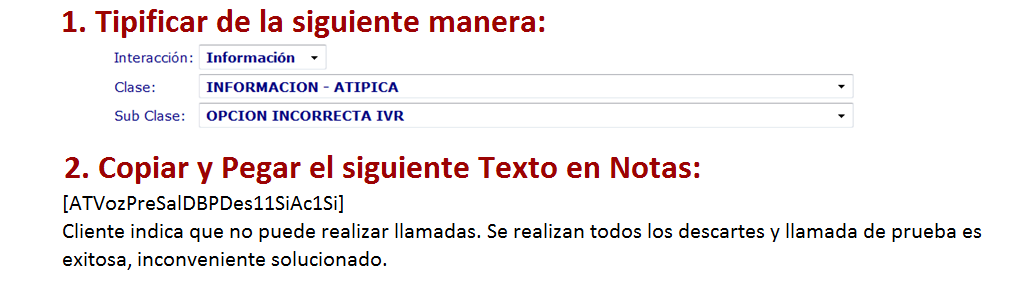 1. Tipificar de la siguiente manera:
Interacción: Información
Clase: INFORMACION - ATIPICA
Sub Clase: OPCION INCORRECTA IVR
2. Copiar y Pegar el siguiente Texto en Notas:
[ATVozPreSalDBPDes11SiAc1Si]
Cliente indica que no puede realizar llamadas. Se realizan todos los descartes y llamada de prueba es
exitosa, inconveniente solucionado.